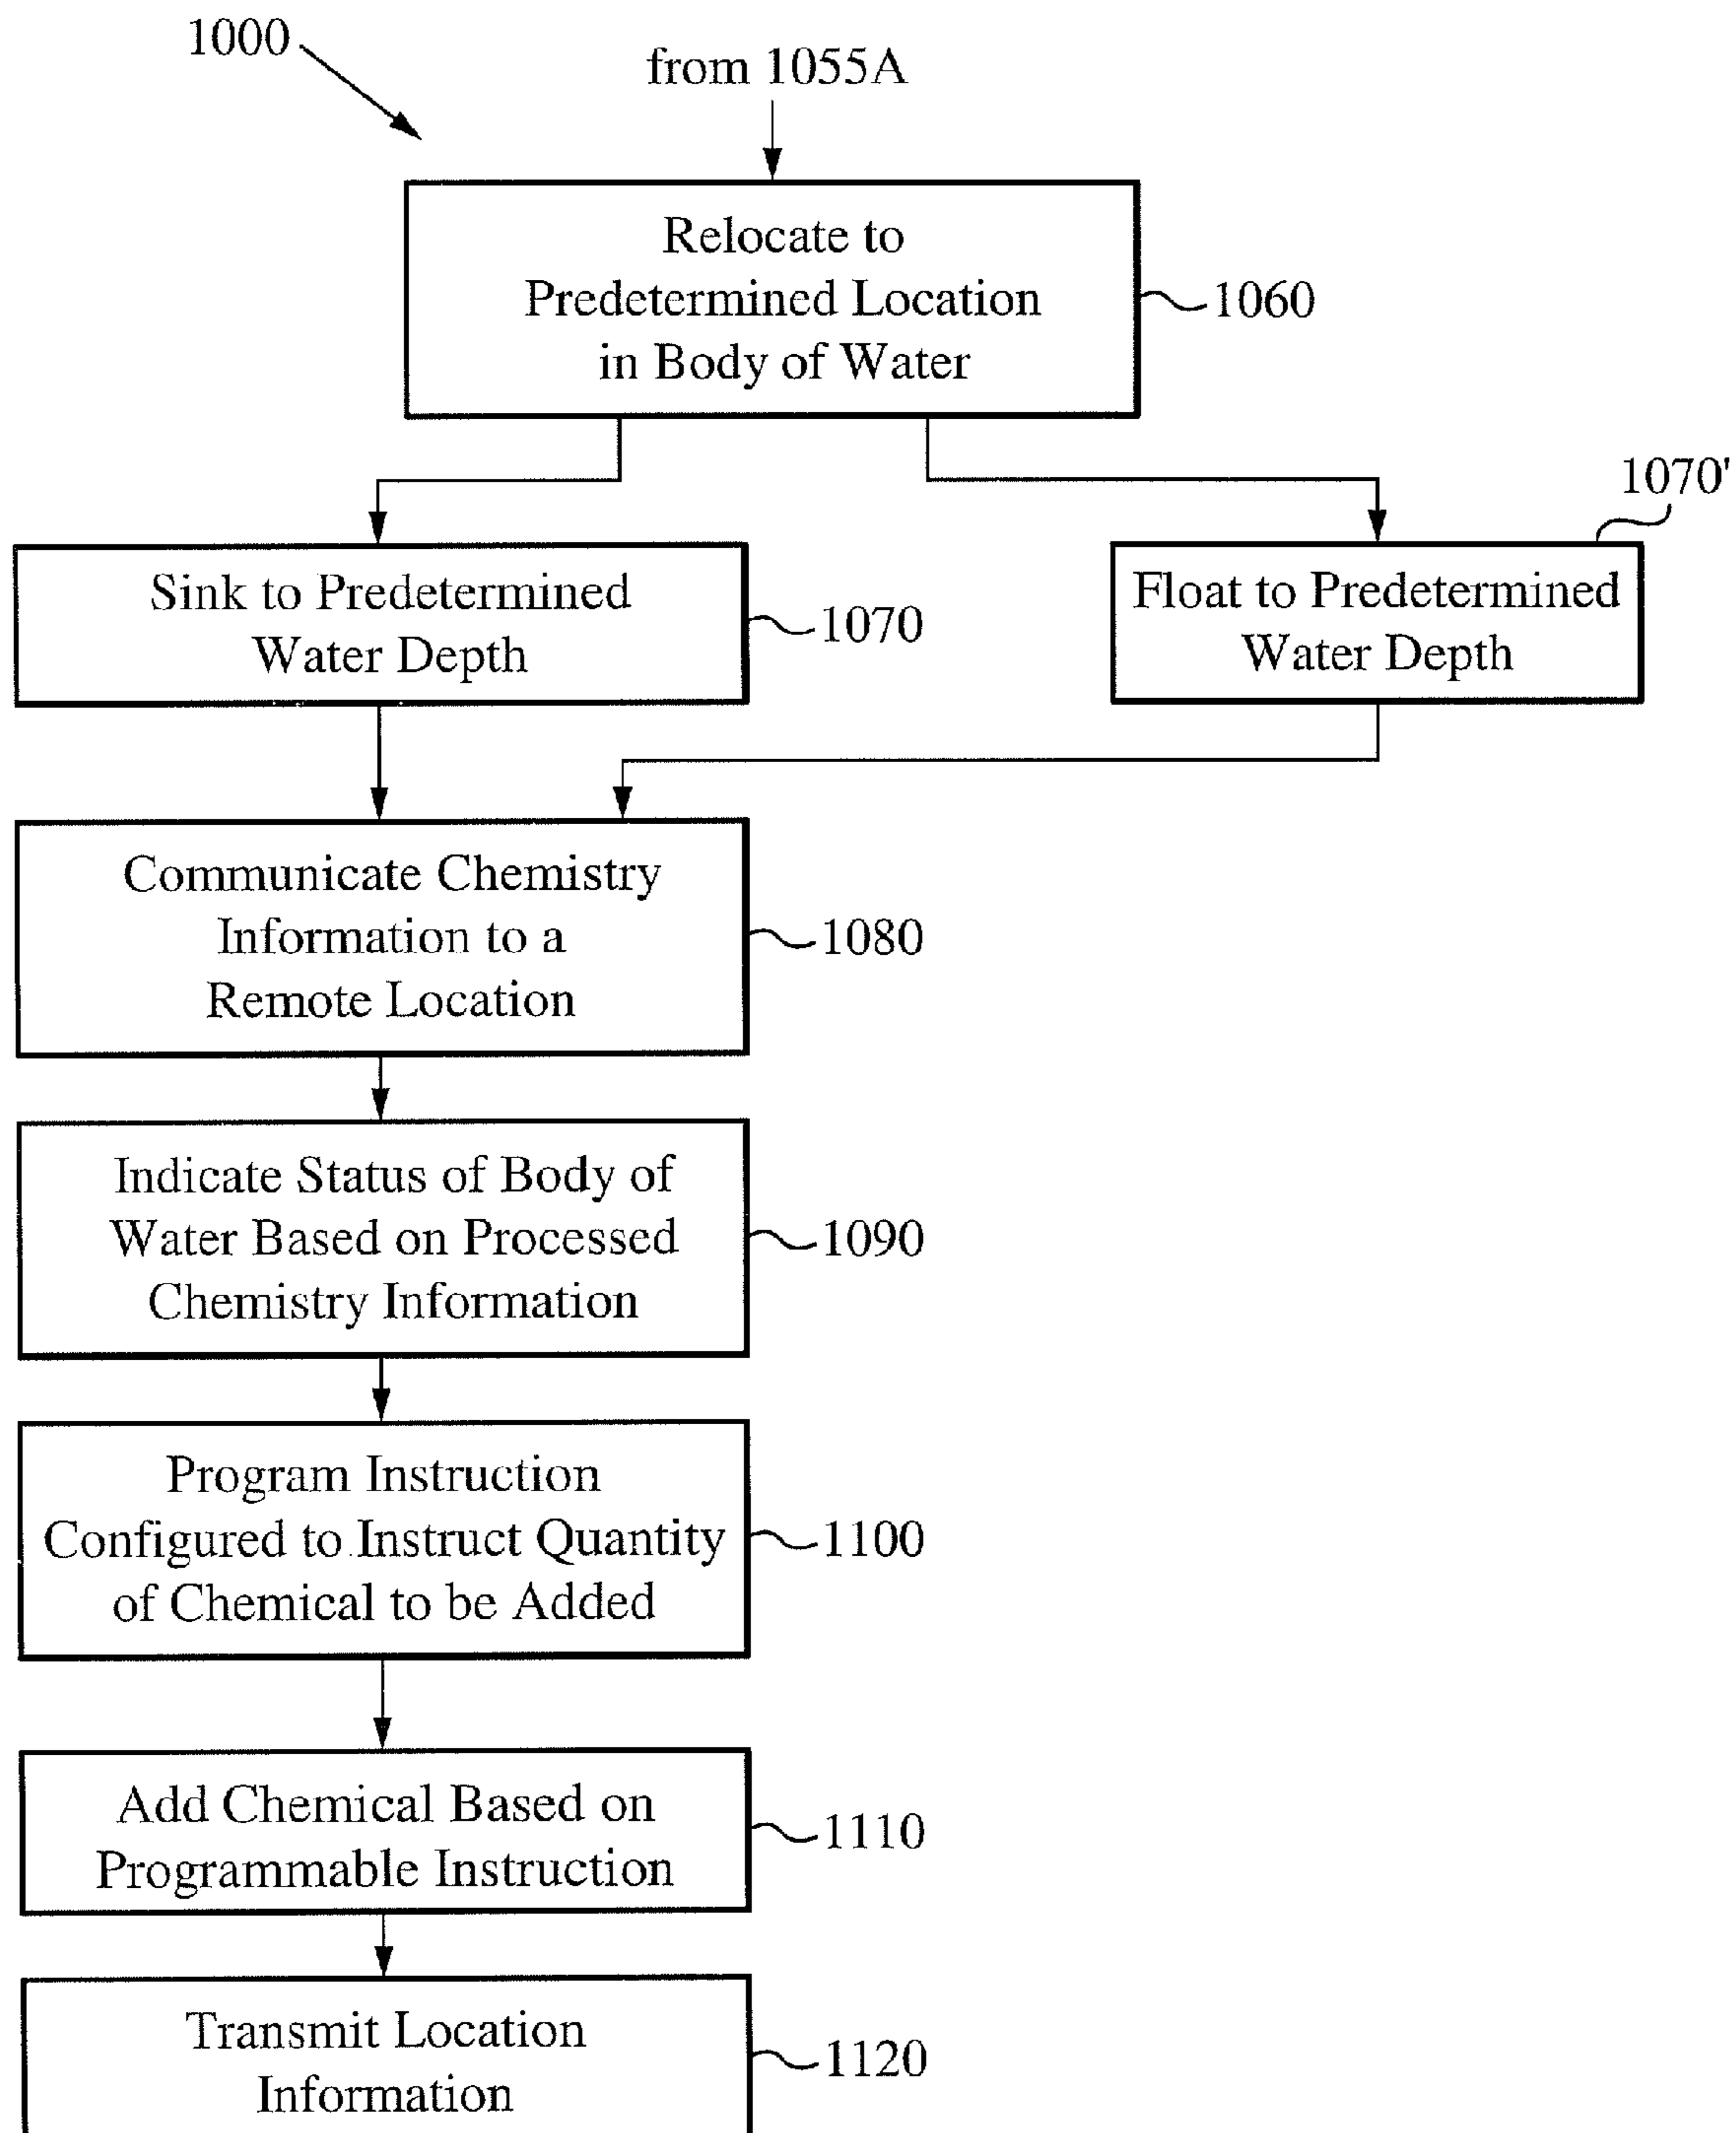 1000
from 1055A
Relocate to
Predetermined Location
in Body of Water
1060
1070'
Sink to Predetermined
Water Depth
1070
Float to Predetermined
Water Depth
Communicate Chemistry
Information to a
Remote Location
1080
Indicate Status of Body of
Water Based on Processed
Chemistry Information
1090
Program Instruction
Configured to Instruct Quantity
of Chemical to be Added
1100
Add Chemical Based on
Programmable Instruction
1110
Transmit Location
Information
1120